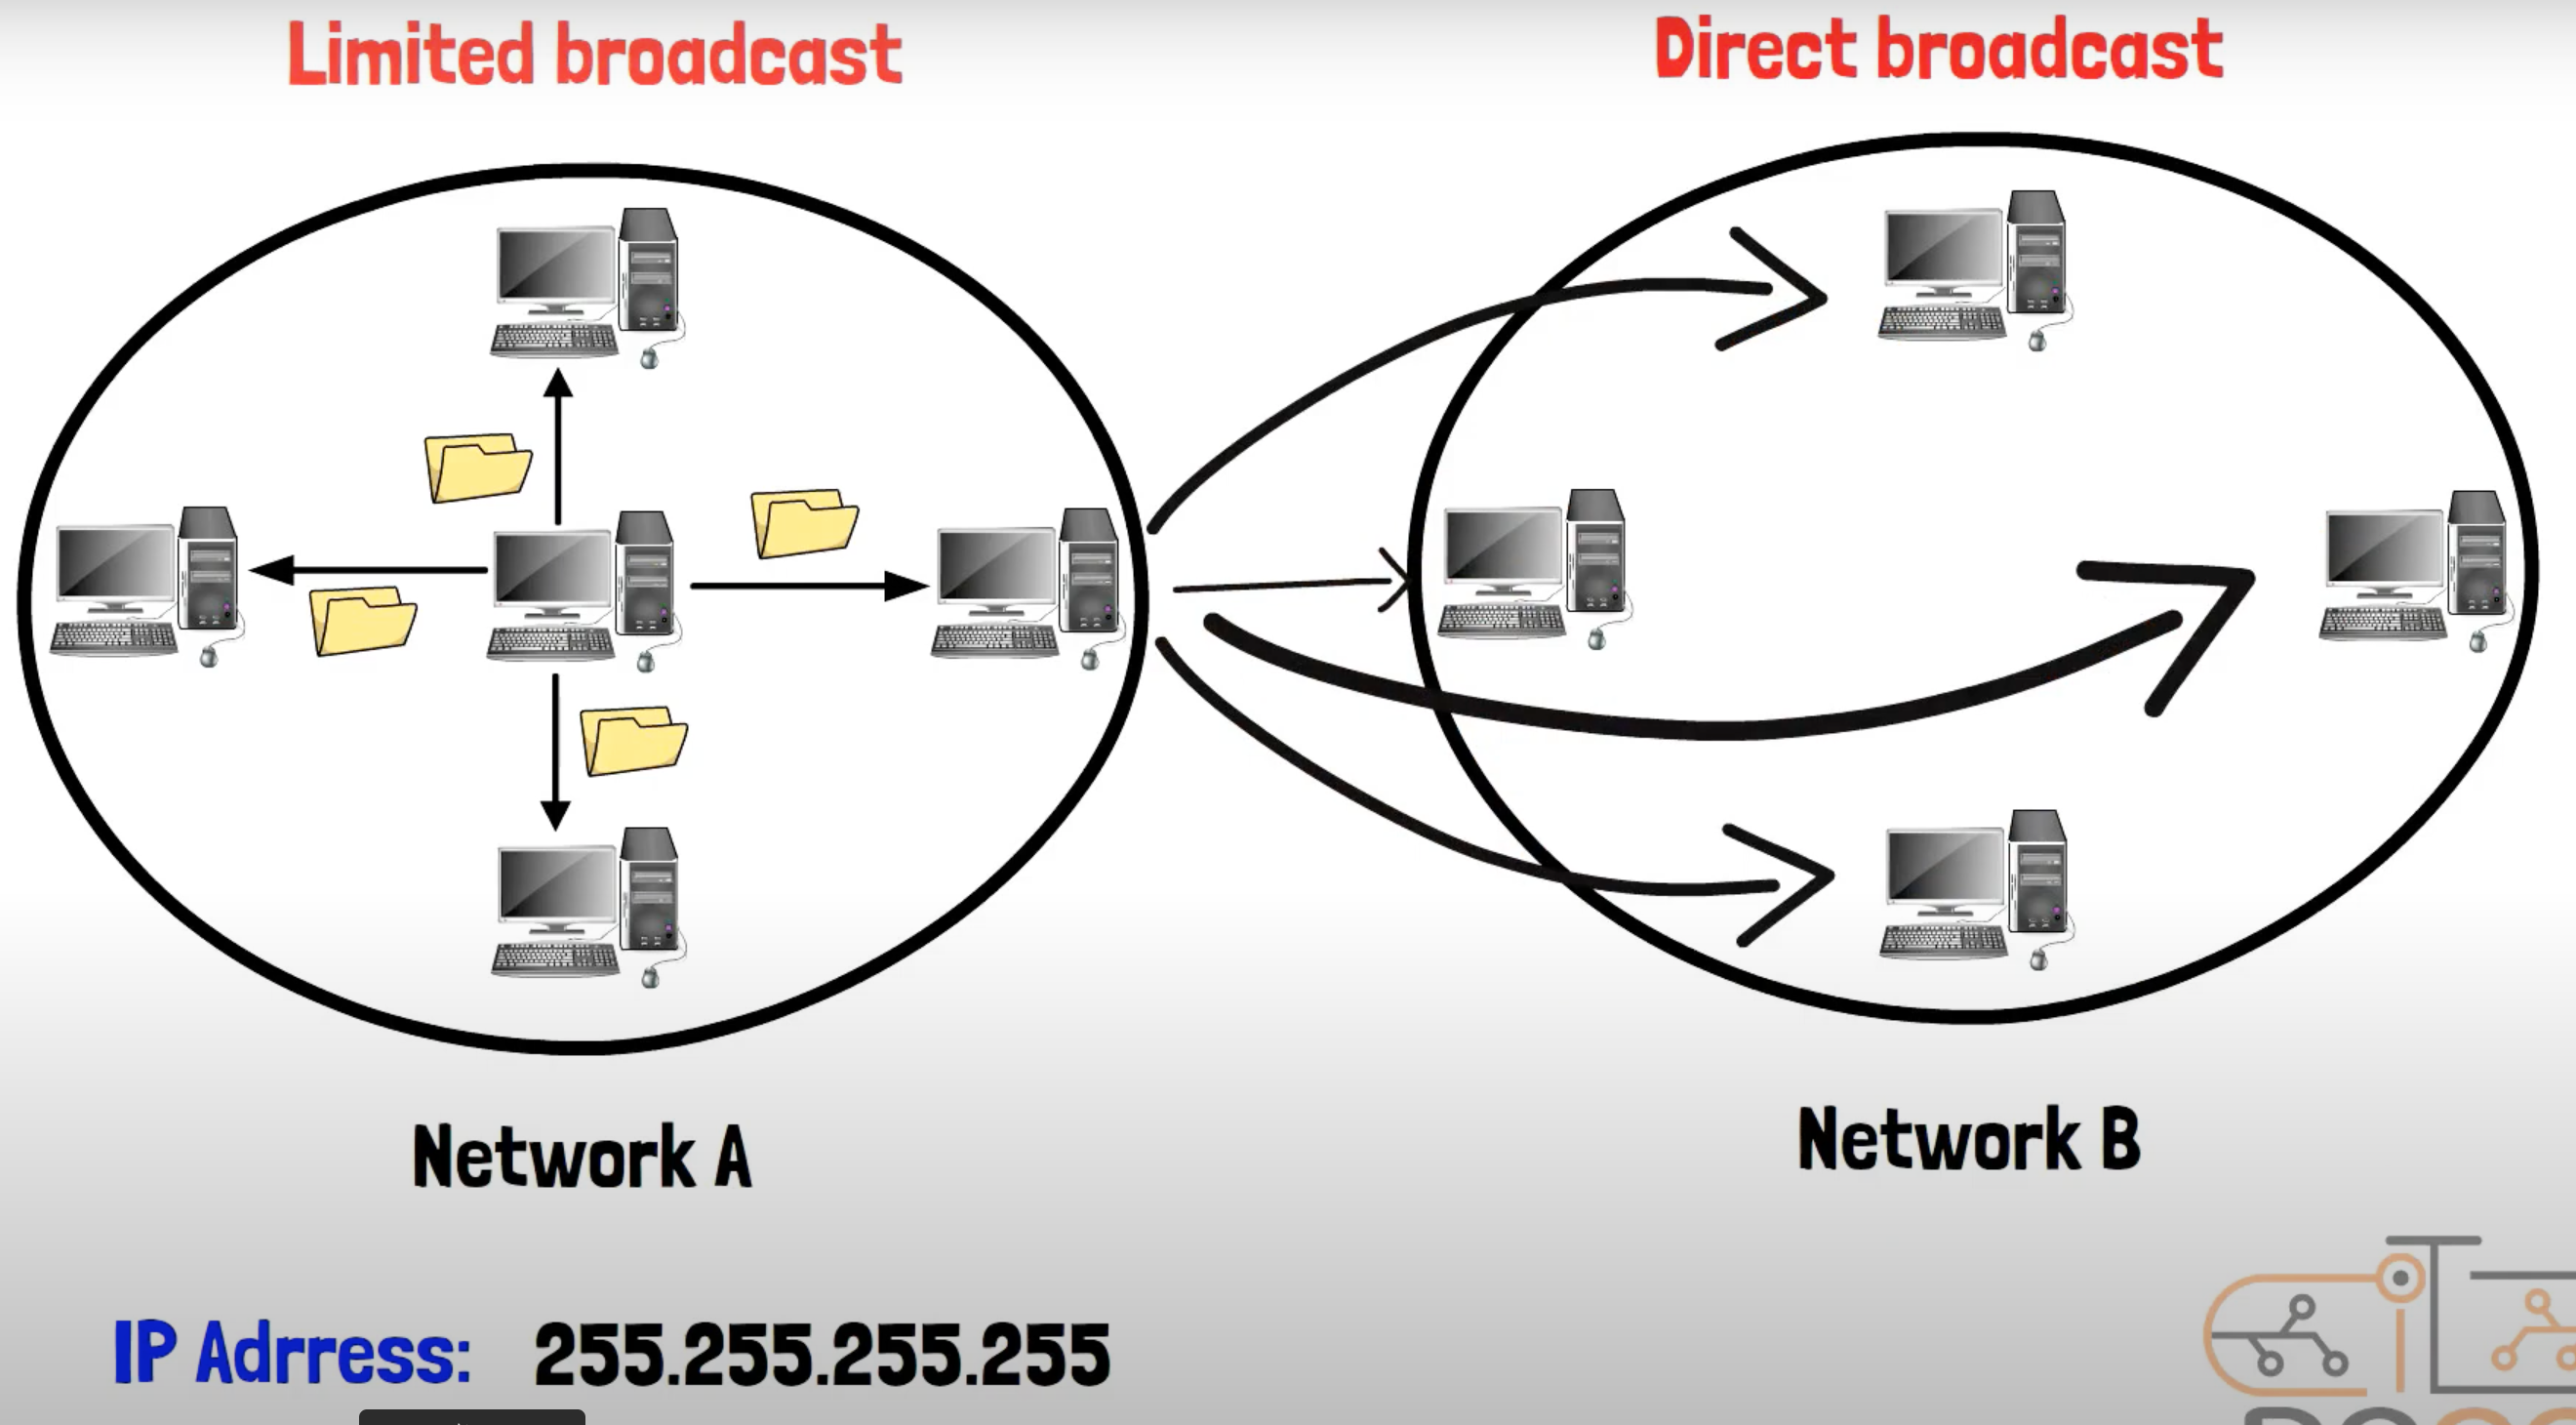 Limited broadcast
Direct broadcast
Network A
Network B
IP Adrress: 255.255.255.255